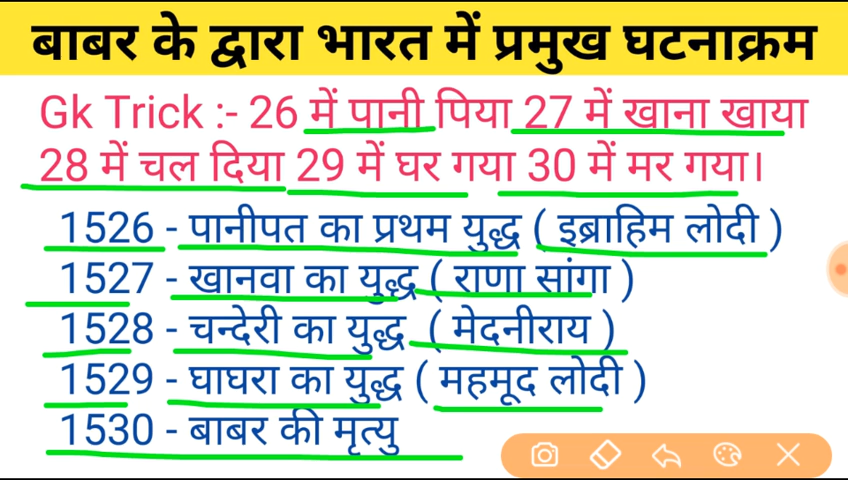 बाबर के द्वारा भारत में प्रमुख घटनाक्रम
Gk Trick :- 26 में पानी पिया 27 में खाना खाया
28 में चल दिया 29 में घर गया 30 में मर गया।
1526 - पानीपत का प्रथम युद्ध ( इब्राहिम लोदी )
1527 - खानवा का युद्ध ( राणा सांगा )
1528 - चन्देरी का युद्ध ( मेदनीराय )
1529 - घाघरा का युद्ध ( महमूद लोदी )
1530 - बाबर की मृत्यु